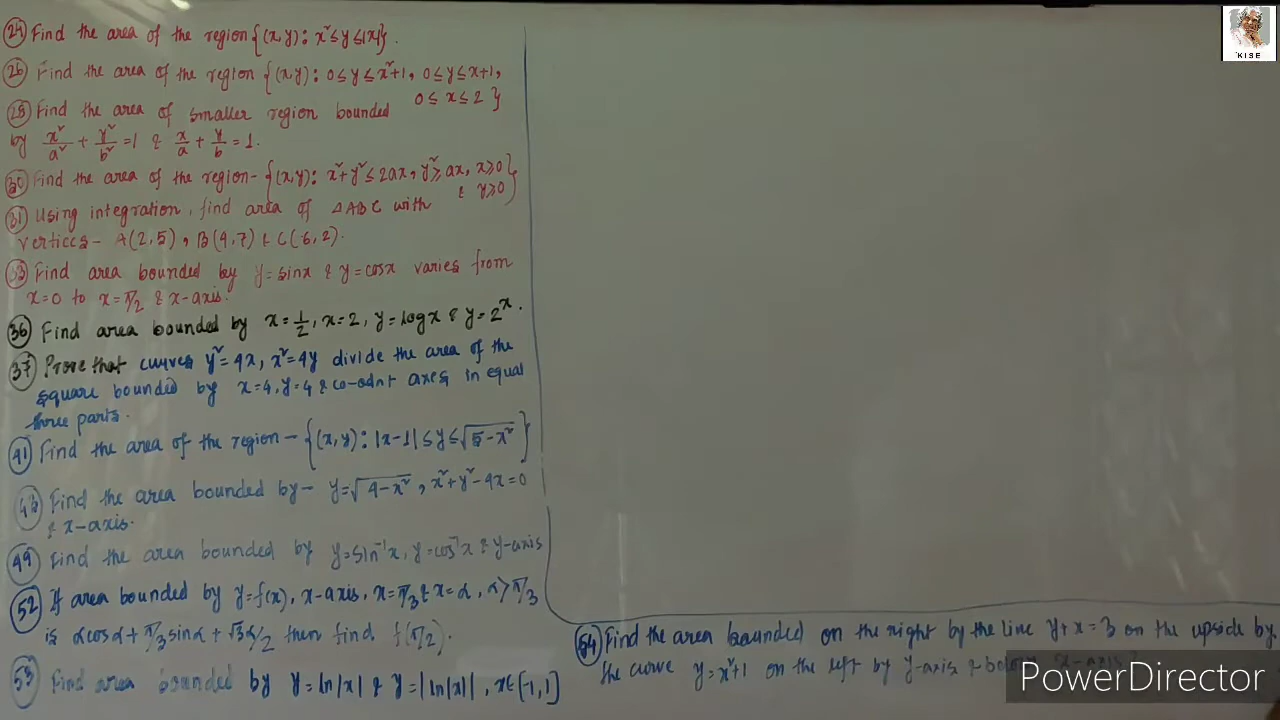 24 Find the area of the region {(x,y): x² ≤ y ≤ |x|}.
26 Find the area of the region {(x,y): 0 ≤ y ≤ x²+1, 0 ≤ y ≤ x+1,
0 ≤ x ≤ 2}
28 Find the area of smaller region bounded
by x²/a² + y²/b² = 1 & x/a + y/b = 1.
30 Find the area of the region- {(x,y): x²+y² ≤ 2ax, y² ≥ ax, x ≥ 0
& y ≥ 0}
31 Using integration, find area of △ABC with
vertices- A(2,5), B(4,7) & C(6,2).
33 Find area bounded by y=sinx & y=cosx varies from
x=0 to x=π/2 & x-axis.
36 Find area bounded by x=1/2, x=2, y=logx & y=2ˣ.
37 Prove that curves y²=4x, x²=4y divide the area of the
square bounded by x=4, y=4 & co-odnt axes in equal
three parts.
41 Find the area of the region- {(x,y): |x-1| ≤ y ≤ √5-x²}
43 Find the area bounded by- y=√4-x², x²+y²-4x=0
& x-axis.
49 Find the area bounded by y=sin⁻¹x, y=cos⁻¹x & y-axis
52 If area bounded by y=f(x), x-axis, x=π/3 & x=α, α>π/3
is αcosα + π/3 sinα + √3α/2 then find f(π/2).
53 Find area bounded by y=ln|x| & y=|ln|x||, x∈[-1,1]
54 Find the area bounded on the right by the line y+x=3 on the upside by
the curve y=x²+1 on the left by y-axis & below
KISE
PowerDirector